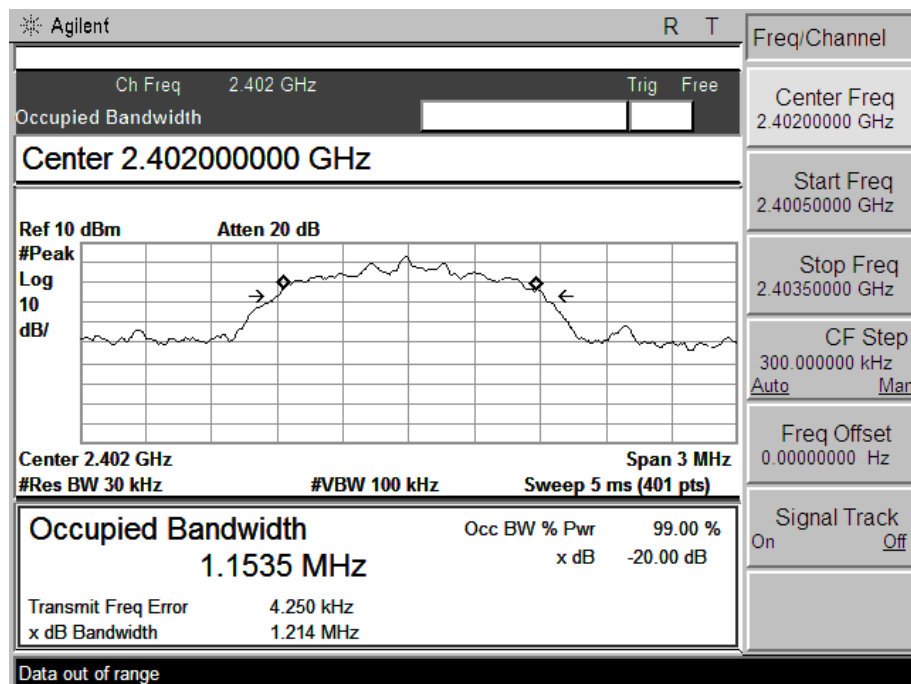 Agilent R T
Freq/Channel
Ch Freq 2.402 GHz Trig Free
Occupied Bandwidth
Center 2.402000000 GHz
Center Freq
2.40200000 GHz
Start Freq
2.40050000 GHz
Stop Freq
2.40350000 GHz
CF Step
300.000000 kHz
Auto Man
Freq Offset
0.00000000 Hz
Signal Track
On Off
Ref 10 dBm Atten 20 dB
#Peak
Log
10
dB/
Center 2.402 GHz Span 3 MHz
#Res BW 30 kHz #VBW 100 kHz Sweep 5 ms (401 pts)
Occupied Bandwidth Occ BW % Pwr 99.00 %
1.1535 MHz x dB -20.00 dB
Transmit Freq Error 4.250 kHz
x dB Bandwidth 1.214 MHz
Data out of range